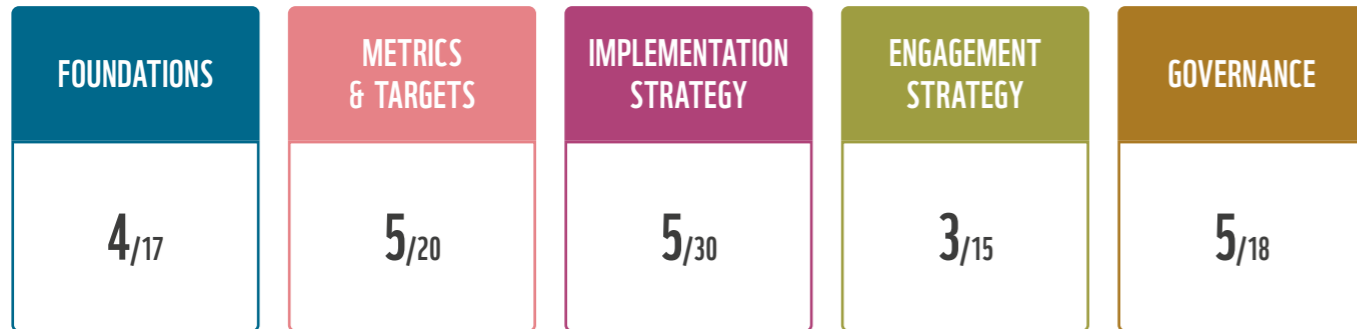 FOUNDATIONS
4/17
METRICS
& TARGETS
5/20
IMPLEMENTATION
STRATEGY
5/30
ENGAGEMENT
STRATEGY
3/15
GOVERNANCE
5/18